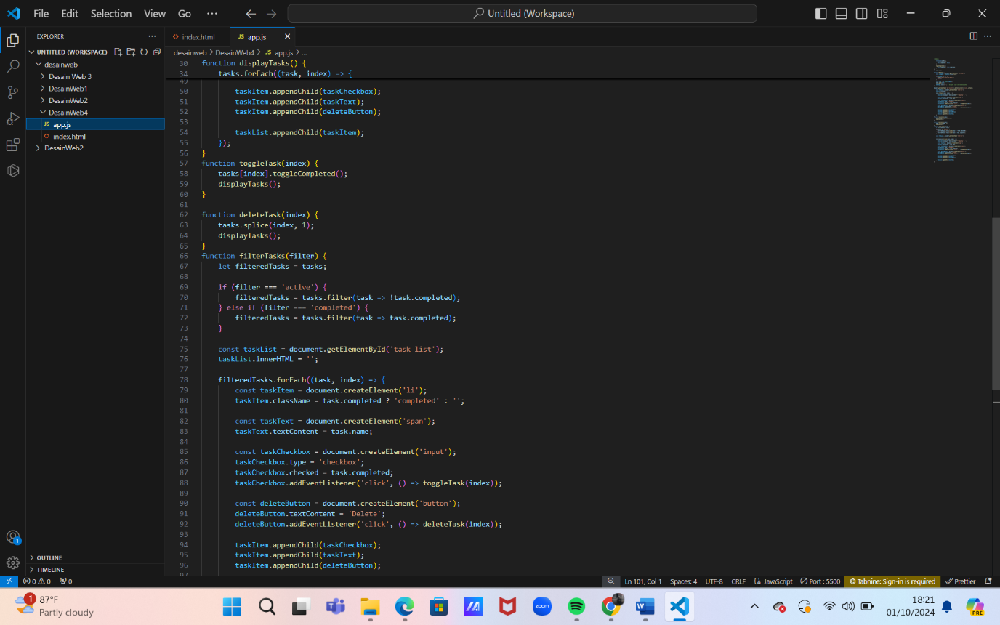 File Edit Selection View Go ··· Untitled (Workspace)
EXPLORER ···
UNTITLED (WORKSPACE)
desainweb
Desain Web 3
DesainWeb1
DesainWeb2
DesainWeb4
JS app.js
<> index.html
DesainWeb2
OUTLINE
TIMELINE
<> index.html JS app.js
desainweb > DesainWeb4 > JS app.js > ...
30 function displayTasks() {
34 tasks.forEach((task, index) => {
49
50 taskItem.appendChild(taskCheckbox);
51 taskItem.appendChild(taskText);
52 taskItem.appendChild(deleteButton);
53
54 taskList.appendChild(taskItem);
55 });
56 }
57 function toggleTask(index) {
58 tasks[index].toggleCompleted();
59 displayTasks();
60 }
61
62 function deleteTask(index) {
63 tasks.splice(index, 1);
64 displayTasks();
65 }
66 function filterTasks(filter) {
67 let filteredTasks = tasks;
68
69 if (filter === 'active') {
70 filteredTasks = tasks.filter(task => !task.completed);
71 } else if (filter === 'completed') {
72 filteredTasks = tasks.filter(task => task.completed);
73 }
74
75 const taskList = document.getElementById('task-list');
76 taskList.innerHTML = '';
77
78 filteredTasks.forEach((task, index) => {
79 const taskItem = document.createElement('li');
80 taskItem.className = task.completed ? 'completed' : '';
81
82 const taskText = document.createElement('span');
83 taskText.textContent = task.name;
84
85 const taskCheckbox = document.createElement('input');
86 taskCheckbox.type = 'checkbox';
87 taskCheckbox.checked = task.completed;
88 taskCheckbox.addEventListener('click', () => toggleTask(index));
89
90 const deleteButton = document.createElement('button');
91 deleteButton.textContent = 'Delete';
92 deleteButton.addEventListener('click', () => deleteTask(index));
93
94 taskItem.appendChild(taskCheckbox);
95 taskItem.appendChild(taskText);
96 taskItem.appendChild(deleteButton);
97
1
0 0 0 Ln 101, Col 1 Spaces: 4 UTF-8 CRLF JavaScript Port : 5500 Tabnine: Sign-in is required Prettier
1 87°F
Partly cloudy
zoom
W
18:21
01/10/2024
PRE